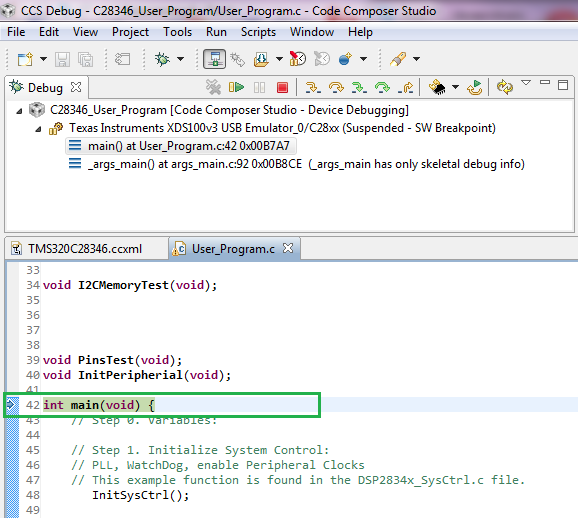 CCS Debug - C28346_User_Program/User_Program.c - Code Composer Studio
File Edit View Project Tools Run Scripts Window Help
Debug
C28346_User_Program [Code Composer Studio - Device Debugging]
Texas Instruments XDS100v3 USB Emulator_0/C28xx (Suspended - SW Breakpoint)
main() at User_Program.c:42 0x00B7A7
_args_main() at args_main.c:92 0x00B8CE (_args_main has only skeletal debug info)
TMS320C28346.ccxml User_Program.c
33
34 void I2CMemoryTest(void);
35
36
37
38
39 void PinsTest(void);
40 void InitPeripherial(void);
41
42 int main(void) {
43 // Step 0. Variables:
44
45 // Step 1. Initialize System Control:
46 // PLL, WatchDog, enable Peripheral Clocks
47 // This example function is found in the DSP2834x_SysCtrl.c file.
48 InitSysCtrl();
49